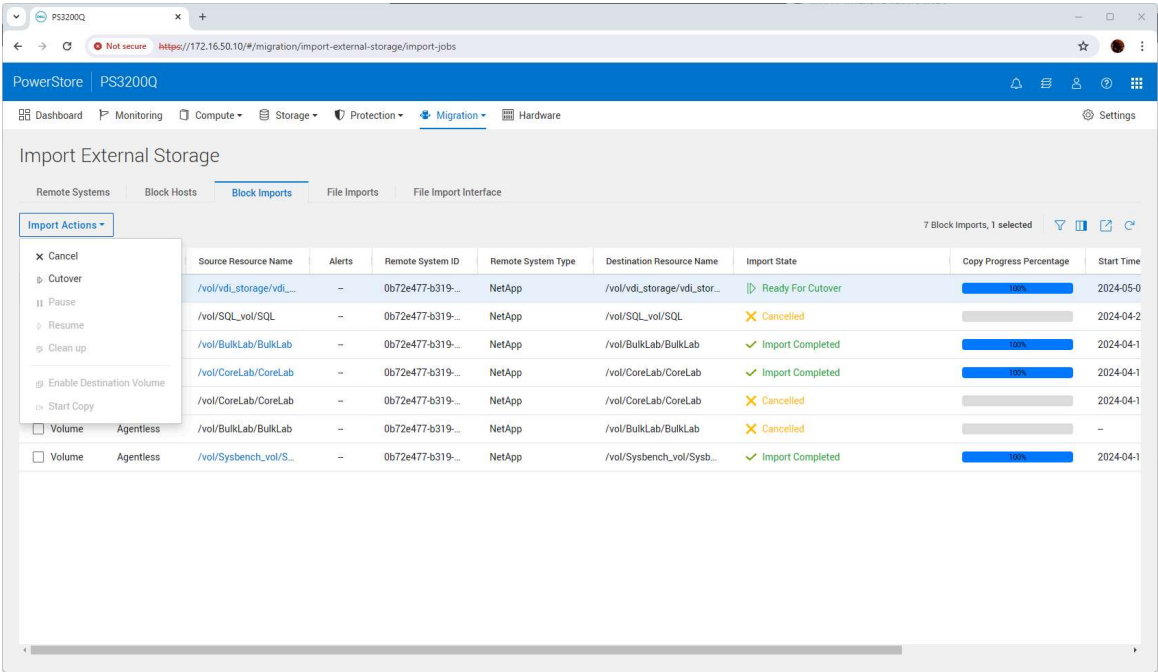 PS3200Q
Not secure https://172.16.50.10/#/migration/import-external-storage/import-jobs
PowerStore PS3200Q
Dashboard Monitoring Compute Storage Protection Migration Hardware Settings
Import External Storage
Remote Systems Block Hosts Block Imports File Imports File Import Interface
Import Actions 7 Block Imports, 1 selected
Cancel
Cutover
Pause
Resume
Clean up
Enable Destination Volume
Start Copy
Source Resource Name Alerts Remote System ID Remote System Type Destination Resource Name Import State Copy Progress Percentage Start Time
/vol/vdi_storage/vdi_... -- 0b72e477-b319-... NetApp /vol/vdi_storage/vdi_stor... Ready For Cutover 100% 2024-05-0
/vol/SQL_vol/SQL -- 0b72e477-b319-... NetApp /vol/SQL_vol/SQL Cancelled 2024-04-2
/vol/BulkLab/BulkLab -- 0b72e477-b319-... NetApp /vol/BulkLab/BulkLab Import Completed 100% 2024-04-1
/vol/CoreLab/CoreLab -- 0b72e477-b319-... NetApp /vol/CoreLab/CoreLab Import Completed 100% 2024-04-1
/vol/CoreLab/CoreLab -- 0b72e477-b319-... NetApp /vol/CoreLab/CoreLab Cancelled 2024-04-1
Volume Agentless /vol/BulkLab/BulkLab -- 0b72e477-b319-... NetApp /vol/BulkLab/BulkLab Cancelled --
Volume Agentless /vol/Sysbench_vol/S... -- 0b72e477-b319-... NetApp /vol/Sysbench_vol/Sysb... Import Completed 100% 2024-04-1